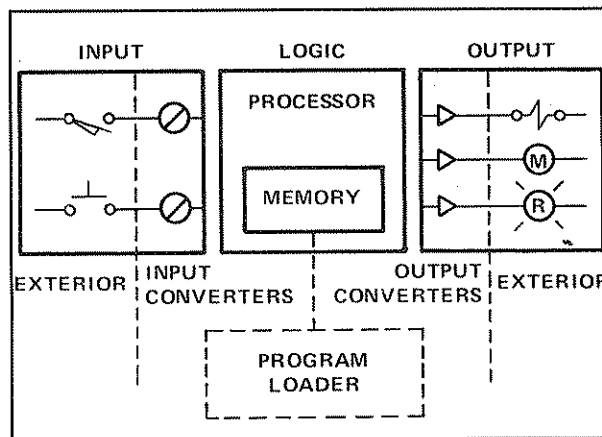 INPUT
LOGIC
OUTPUT
PROCESSOR
MEMORY
M
R
EXTERIOR
INPUT
CONVERTERS
OUTPUT
CONVERTERS
EXTERIOR
PROGRAM
LOADER